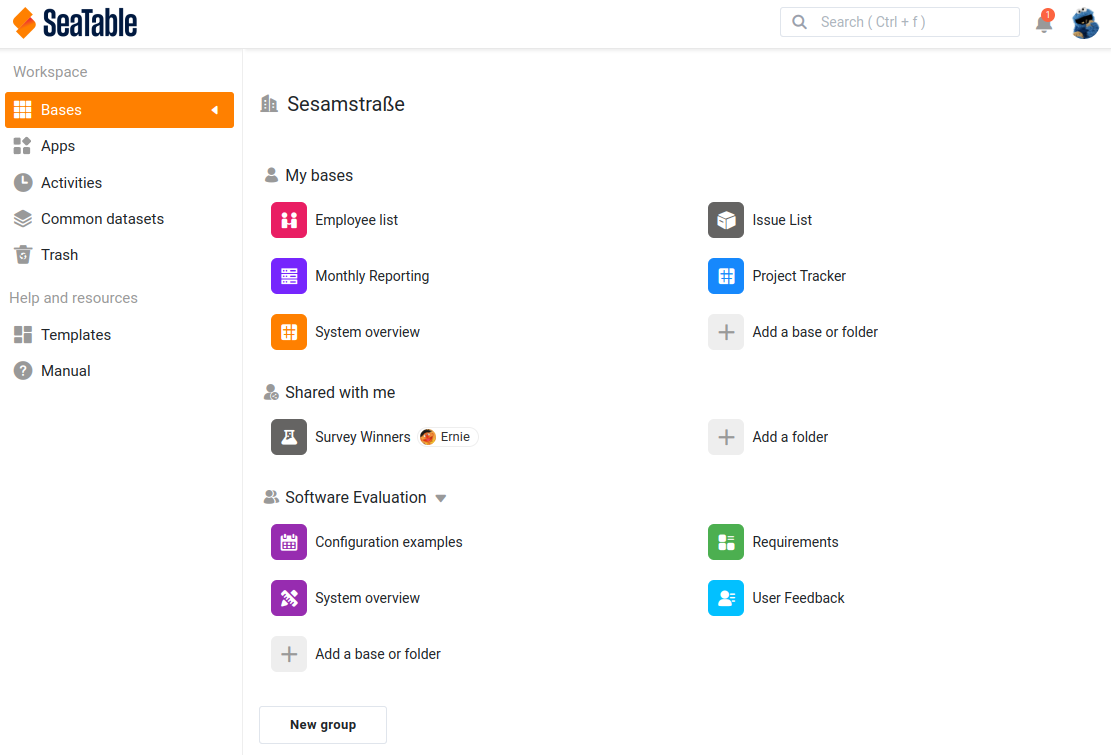 SeaTable
Search ( Ctrl + f )
1
Workspace
Bases
Apps
Activities
Common datasets
Trash
Help and resources
Templates
Manual
Sesamstraße
My bases
Employee list
Issue List
Monthly Reporting
Project Tracker
System overview
Add a base or folder
Shared with me
Survey Winners Ernie
Add a folder
Software Evaluation
Configuration examples
Requirements
System overview
User Feedback
Add a base or folder
New group